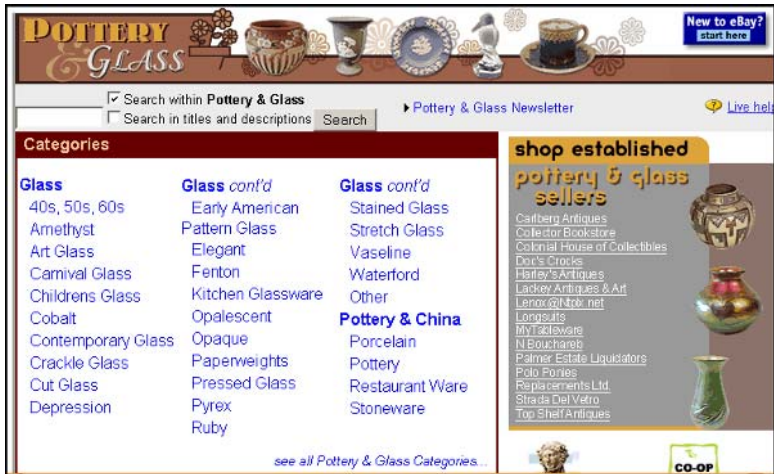 POTTERY
& GLASS
New to eBay?
start here
Search within Pottery & Glass
Search in titles and descriptions
Search
Pottery & Glass Newsletter
Live help
Categories
Glass
40s, 50s, 60s
Amethyst
Art Glass
Carnival Glass
Childrens Glass
Cobalt
Contemporary Glass
Crackle Glass
Cut Glass
Depression
Glass cont'd
Early American
Pattern Glass
Elegant
Fenton
Kitchen Glassware
Opalescent
Opaque
Paperweights
Pressed Glass
Pyrex
Ruby
Glass cont'd
Stained Glass
Stretch Glass
Vaseline
Waterford
Other
Pottery & China
Porcelain
Pottery
Restaurant Ware
Stoneware
see all Pottery & Glass Categories...
shop established
pottery & glass
sellers
Carlberg Antiques
Collector Bookstore
Colonial House of Collectibles
Doc's Crocks
Harley's Antiques
Lackey Antiques & Art
Lenox@Ntplx.net
Longsuits
MyTableware
N Bouchareb
Palmer Estate Liquidators
Polo Ponies
Replacements Ltd.
Strada Del Vetro
Top Shelf Antiques
CO-OP